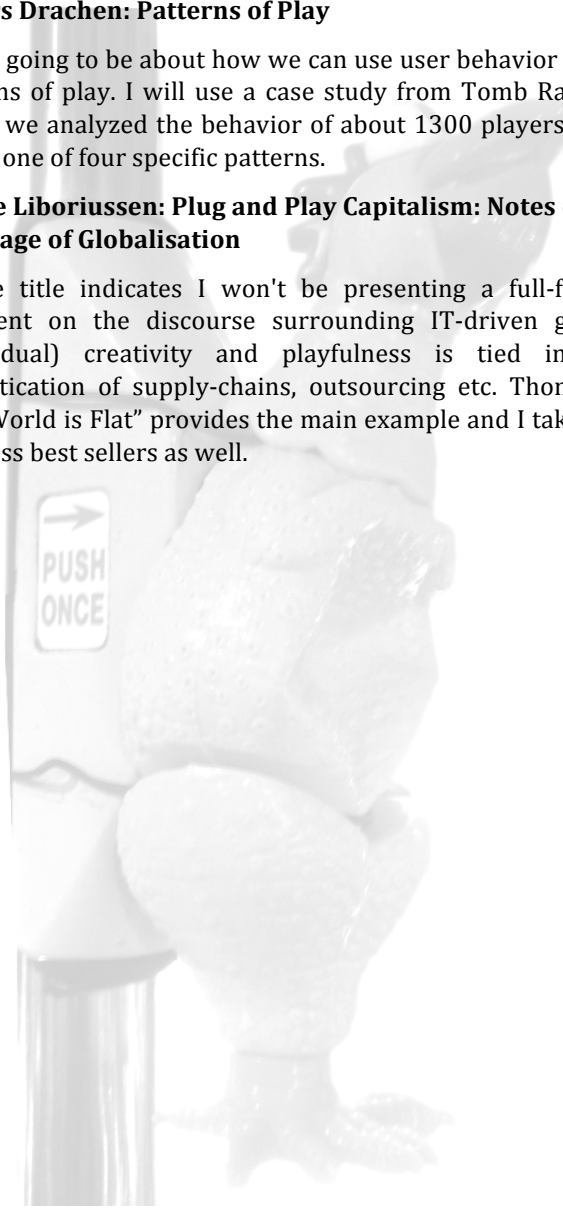 s Drachen: Patterns of Play
going to be about how we can use user behavior
ns of play. I will use a case study from Tomb Ra
we analyzed the behavior of about 1300 players
one of four specific patterns.
e Liboriussen: Plug and Play Capitalism: Notes
age of Globalisation
e title indicates I won't be presenting a full-f
ent on the discourse surrounding IT-driven g
dual) creativity and playfulness is tied in
tication of supply-chains, outsourcing etc. Thon
World is Flat” provides the main example and I tak
ss best sellers as well.
PUSH
ONCE